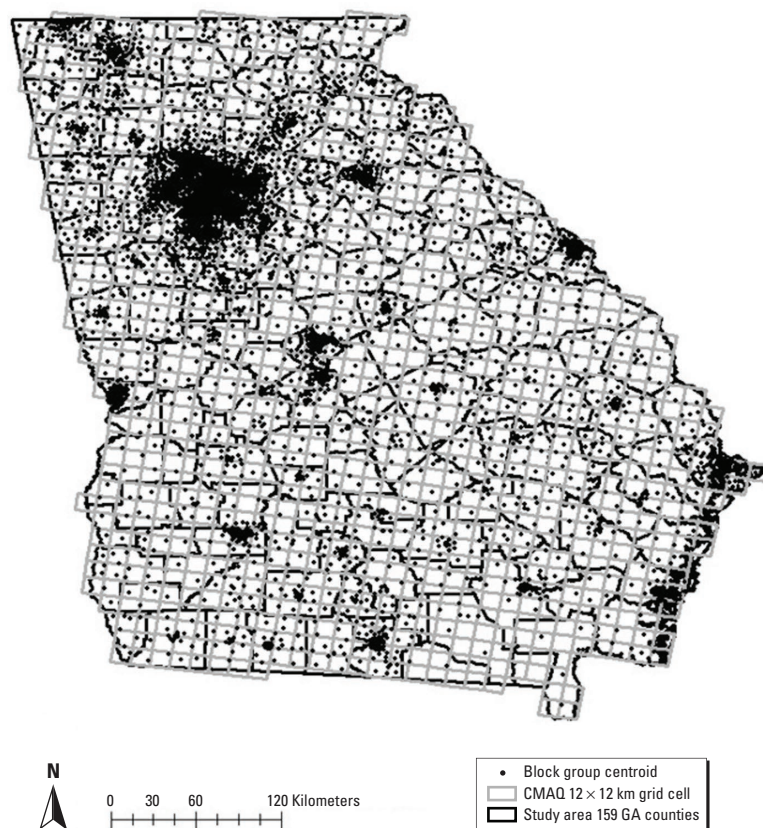 N
0 30 60 120 Kilometers
Block group centroid
CMAQ 12 × 12 km grid cell
Study area 159 GA counties